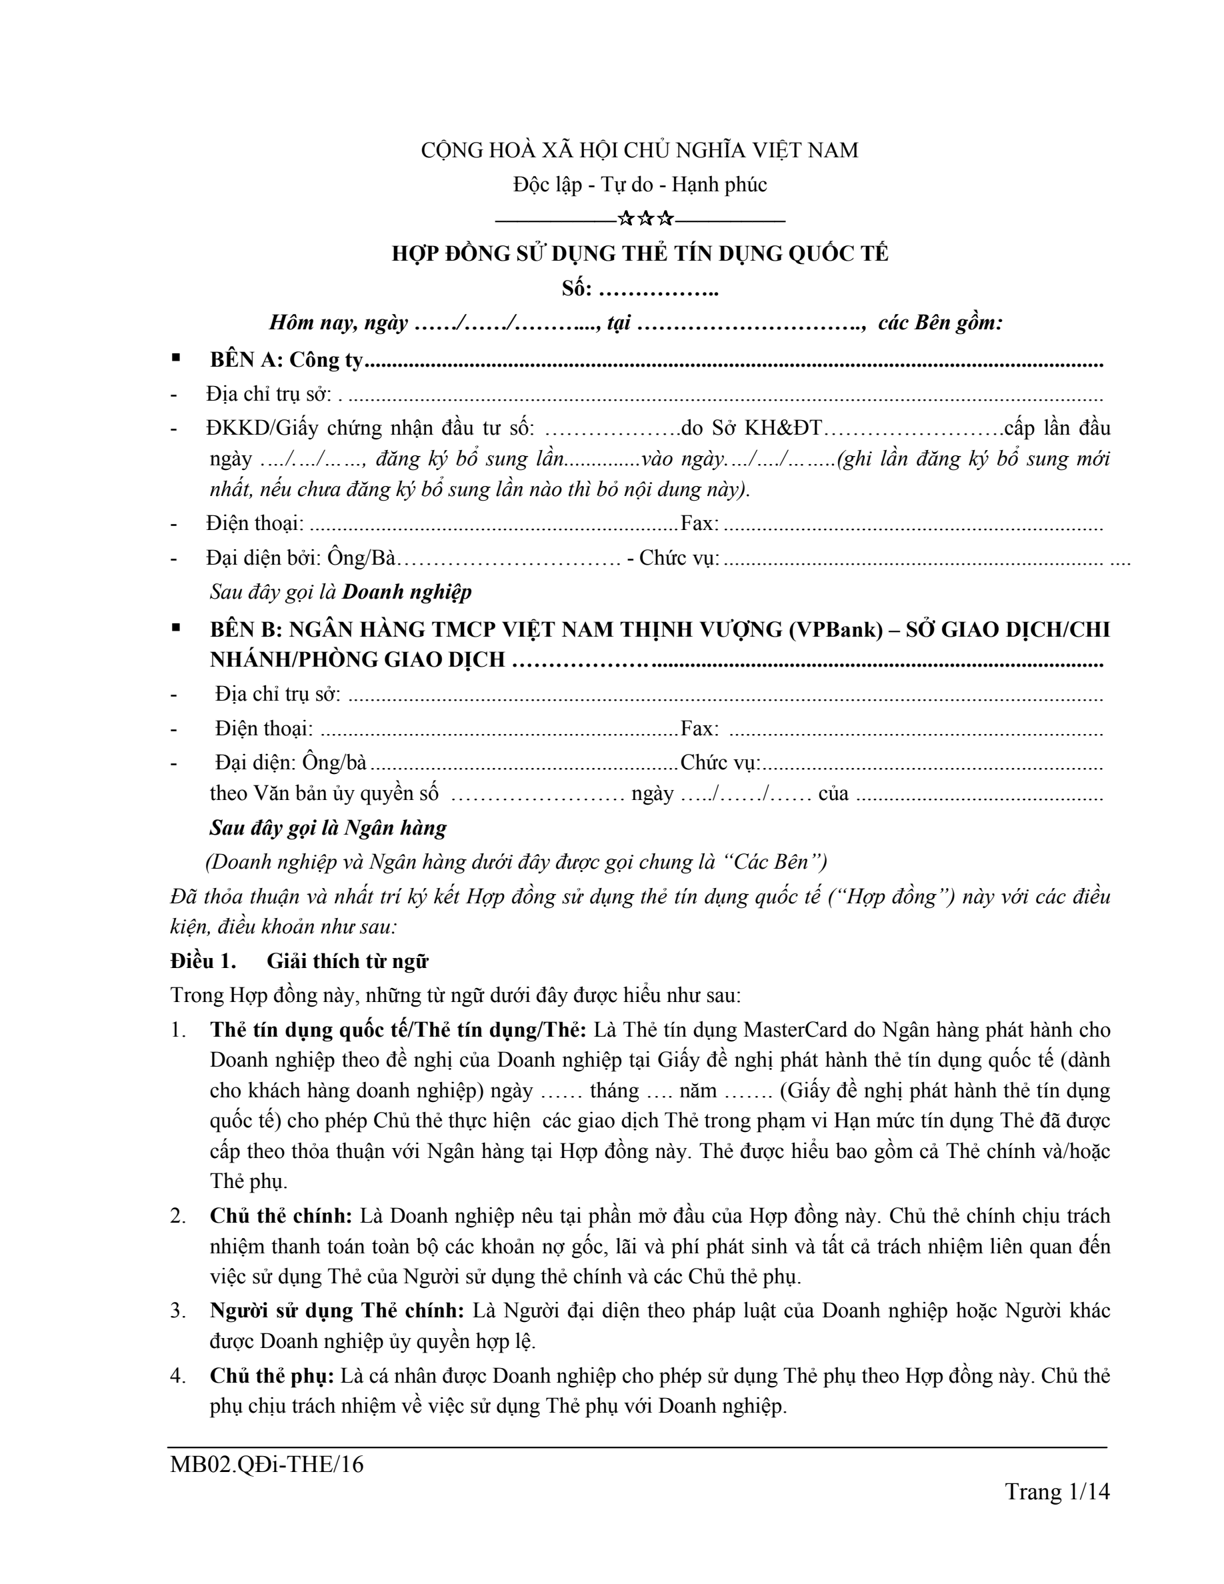 CỘNG HOÀ XÃ HỘI CHỦ NGHĨA VIỆT NAM
Độc lập - Tự do - Hạnh phúc
———————✰✰✰———————
HỢP ĐỒNG SỬ DỤNG THẺ TÍN DỤNG QUỐC TẾ
Số: ……………..
Hôm nay, ngày ……/……/………..., tại …………………………., các Bên gồm:
▪ BÊN A: Công ty....................................................................................................
- Địa chỉ trụ sở: . ....................................................................................................
- ĐKKD/Giấy chứng nhận đầu tư số: ……………….do Sở KH&ĐT…………………….cấp lần đầu
ngày …./.…/……, đăng ký bổ sung lần..............vào ngày…./…./……..(ghi lần đăng ký bổ sung mới
nhất, nếu chưa đăng ký bổ sung lần nào thì bỏ nội dung này).
- Điện thoại: ....................................................................Fax: ....................................................................
- Đại diện bởi: Ông/Bà…………………………. - Chức vụ:.................................................................... ....
Sau đây gọi là Doanh nghiệp
▪ BÊN B: NGÂN HÀNG TMCP VIỆT NAM THỊNH VƯỢNG (VPBank) – SỞ GIAO DỊCH/CHI
NHÁNH/PHÒNG GIAO DỊCH ………………....................................................................
- Địa chỉ trụ sở: ....................................................................................................
- Điện thoại: ....................................................................Fax: ....................................................................
- Đại diện: Ông/bà........................................................Chức vụ:..............................................................
theo Văn bản ủy quyền số …………………… ngày …../……/…… của .............................................
Sau đây gọi là Ngân hàng
(Doanh nghiệp và Ngân hàng dưới đây được gọi chung là “Các Bên”)
Đã thỏa thuận và nhất trí ký kết Hợp đồng sử dụng thẻ tín dụng quốc tế (“Hợp đồng”) này với các điều
kiện, điều khoản như sau:
Điều 1. Giải thích từ ngữ
Trong Hợp đồng này, những từ ngữ dưới đây được hiểu như sau:
1. Thẻ tín dụng quốc tế/Thẻ tín dụng/Thẻ: Là Thẻ tín dụng MasterCard do Ngân hàng phát hành cho
Doanh nghiệp theo đề nghị của Doanh nghiệp tại Giấy đề nghị phát hành thẻ tín dụng quốc tế (dành
cho khách hàng doanh nghiệp) ngày …… tháng …. năm ……. (Giấy đề nghị phát hành thẻ tín dụng
quốc tế) cho phép Chủ thẻ thực hiện các giao dịch Thẻ trong phạm vi Hạn mức tín dụng Thẻ đã được
cấp theo thỏa thuận với Ngân hàng tại Hợp đồng này. Thẻ được hiểu bao gồm cả Thẻ chính và/hoặc
Thẻ phụ.
2. Chủ thẻ chính: Là Doanh nghiệp nêu tại phần mở đầu của Hợp đồng này. Chủ thẻ chính chịu trách
nhiệm thanh toán toàn bộ các khoản nợ gốc, lãi và phí phát sinh và tất cả trách nhiệm liên quan đến
việc sử dụng Thẻ của Người sử dụng thẻ chính và các Chủ thẻ phụ.
3. Người sử dụng Thẻ chính: Là Người đại diện theo pháp luật của Doanh nghiệp hoặc Người khác
được Doanh nghiệp ủy quyền hợp lệ.
4. Chủ thẻ phụ: Là cá nhân được Doanh nghiệp cho phép sử dụng Thẻ phụ theo Hợp đồng này. Chủ thẻ
phụ chịu trách nhiệm về việc sử dụng Thẻ phụ với Doanh nghiệp.
MB02.QĐi-THE/16
Trang 1/14